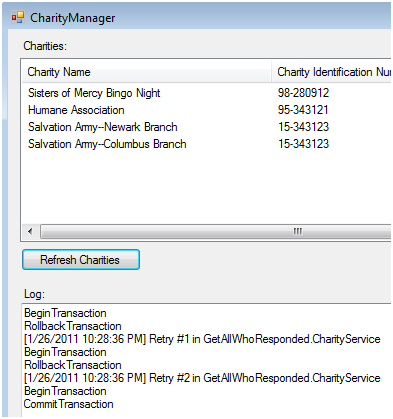 CharityManager
Charities:
Charity Name Charity Identification Nu
Sisters of Mercy Bingo Night 98-280912
Humane Association 95-343121
Salvation Army--Newark Branch 15-343123
Salvation Army--Columbus Branch 15-343123
Refresh Charities
Log:
BeginTransaction
RollbackTransaction
[1/26/2011 10:28:36 PM] Retry #1 in GetAllWhoResponded.CharityService
BeginTransaction
RollbackTransaction
[1/26/2011 10:28:36 PM] Retry #2 in GetAllWhoResponded.CharityService
BeginTransaction
CommitTransaction